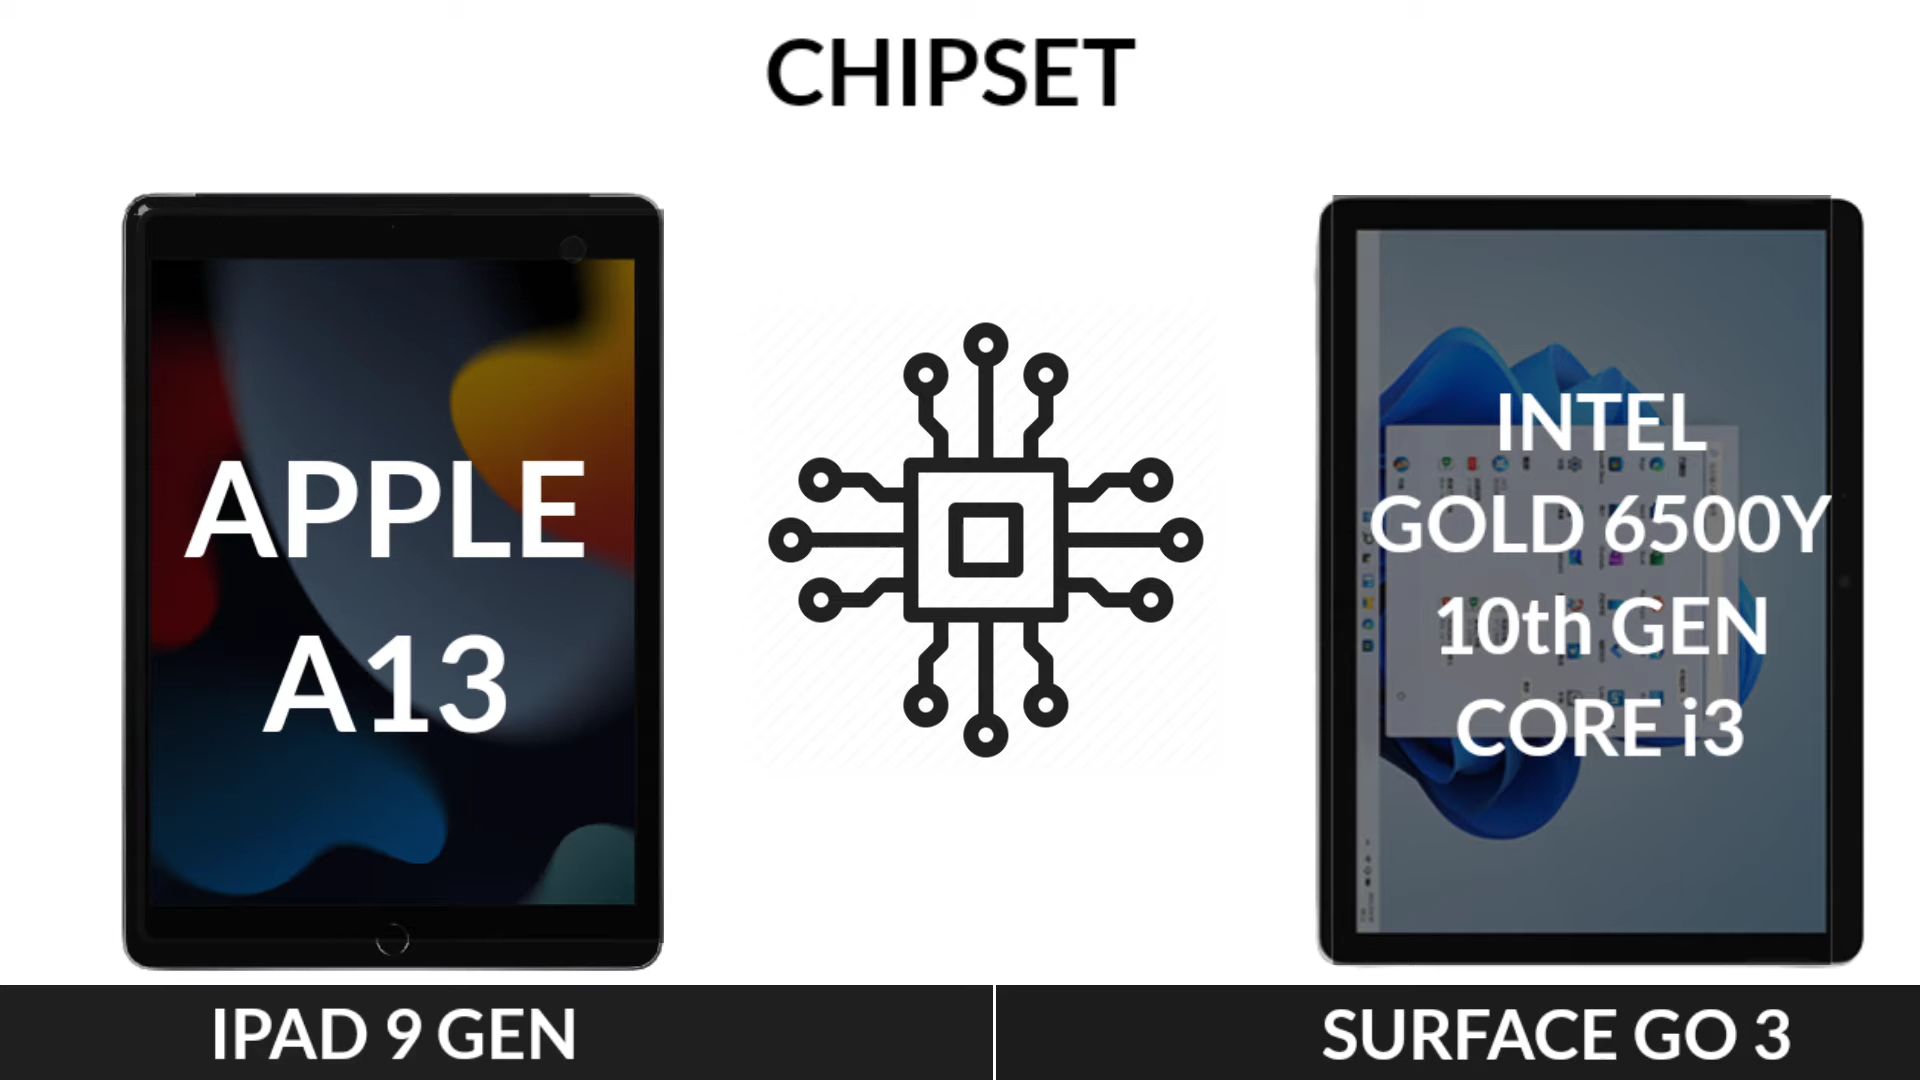 CHIPSET
APPLE
A13
INTEL
GOLD 6500Y
10th GEN
CORE i3
IPAD 9 GEN
SURFACE GO 3